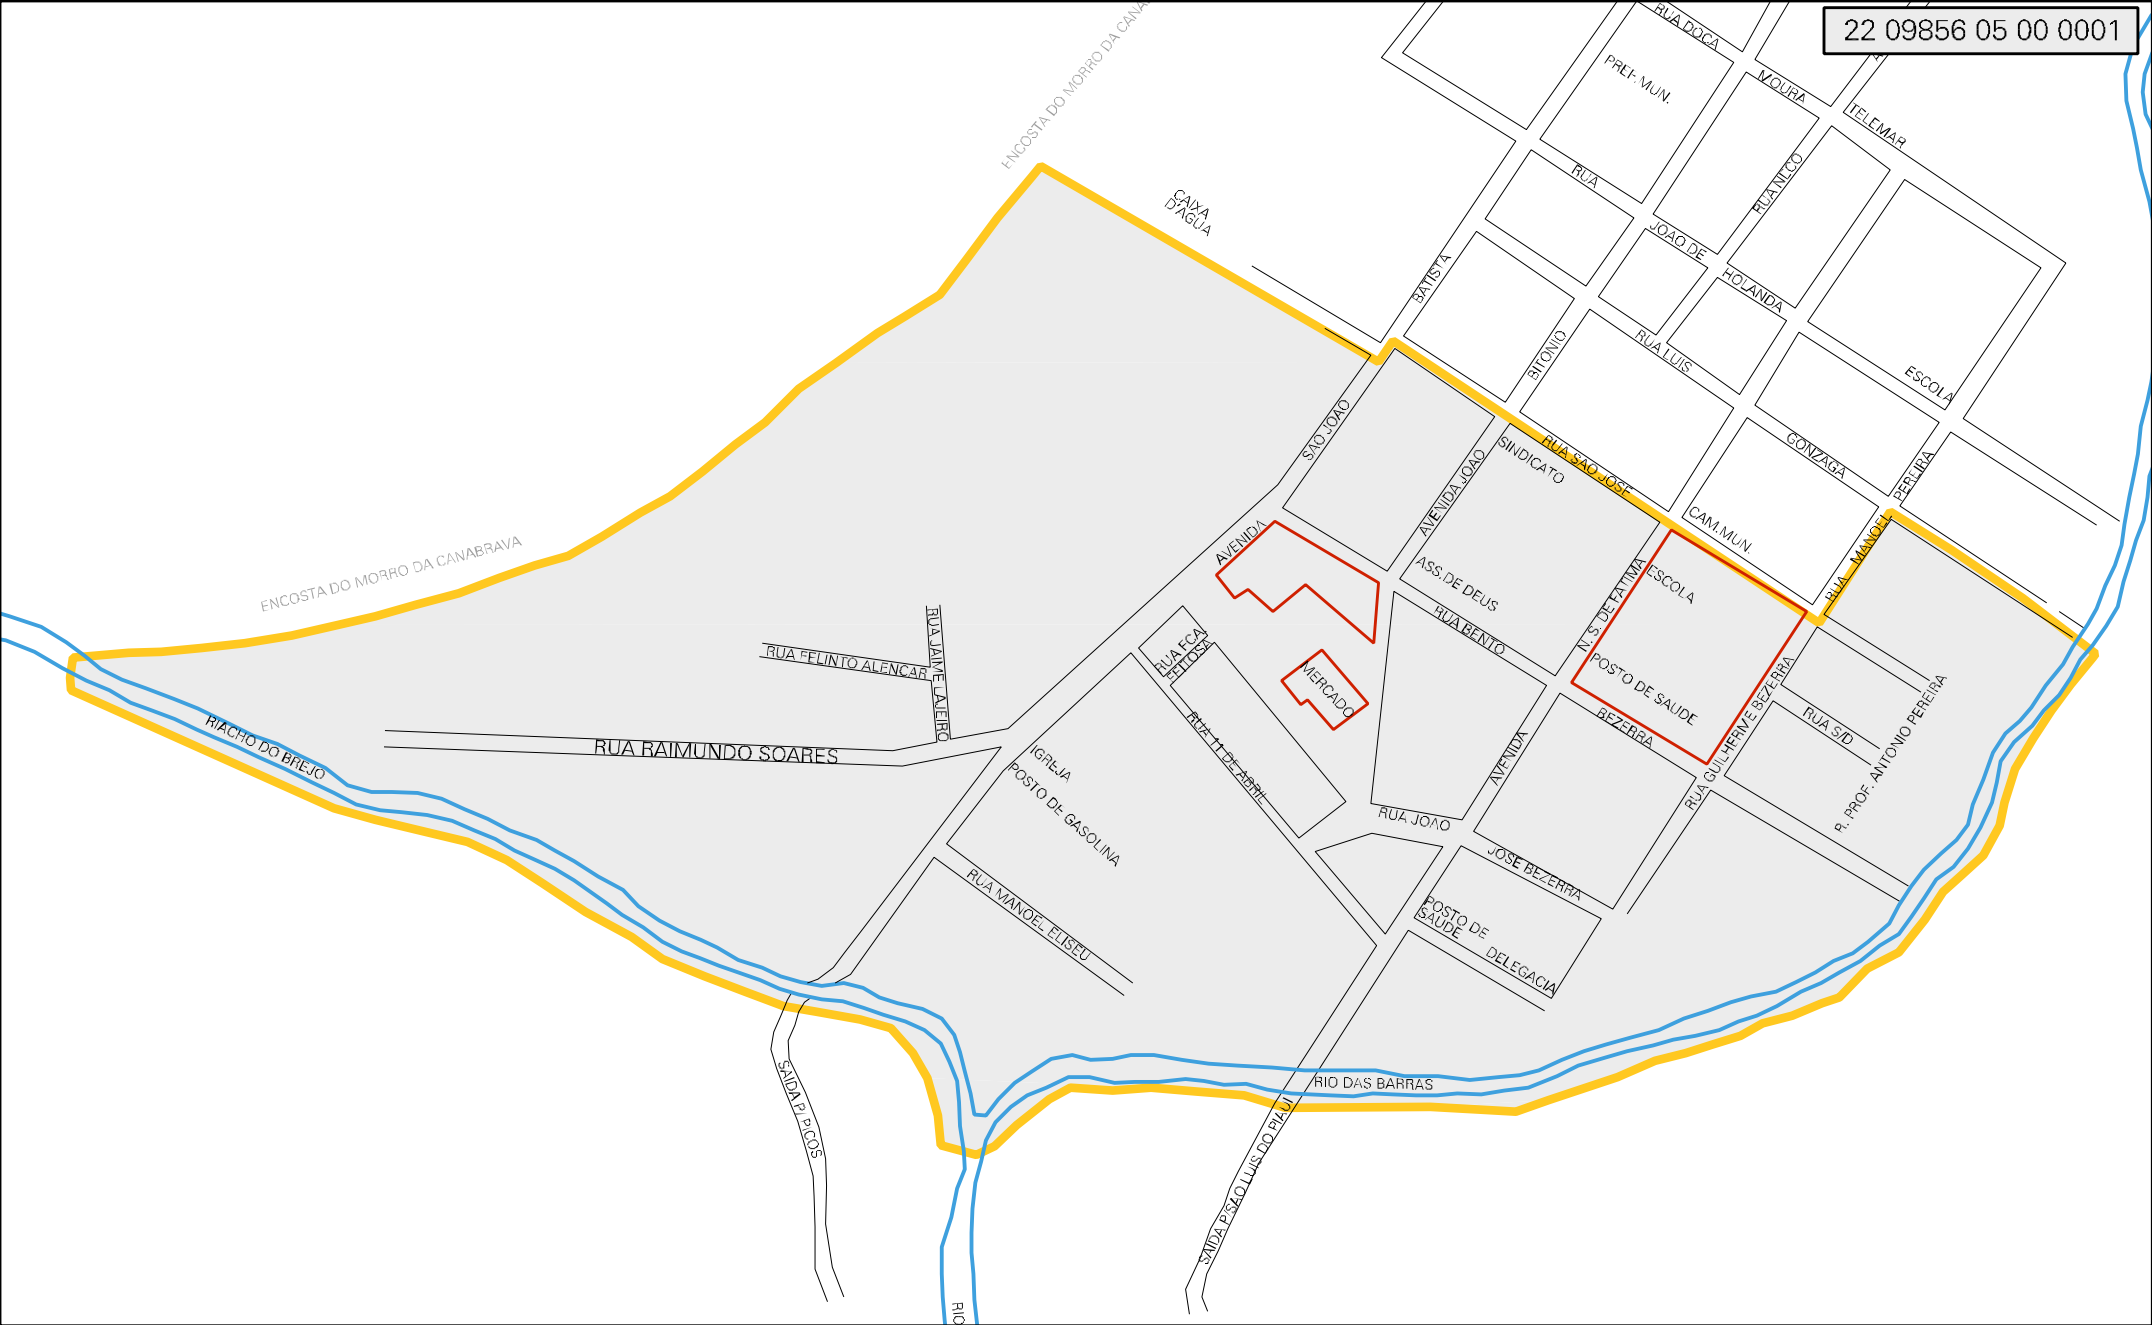 22 09856 05 00 0001
RUA DOCA
PREF. MUN.
MOURA
TELEMAR
ENCOSTA DO MORRO DA CANA
CAIXA
D'AGUA
RUA
RUA NLCO
JOAO DE
HOLANDA
BATISTA
BITONIO
RUA LUIS
ESCOLA
GONZAGA
PEREIRA
SAO JOAO
SINDICATO
RUA SAO JOSE
AVENIDA JOAO
CAM.MUN.
MANOEL
RUA
AVENIDA
ENCOSTA DO MORRO DA CANABRAVA
ASS.DE DEUS
N. S. DE FATIMA
ESCOLA
RUA BENTO
RUA JAIME LAJEIRO
RUA FELINTO ALENCAR
RUA FCA.
FEITOSA
MERCADO
POSTO DE SAUDE
RUA GUILHERME BEZERRA
R. PROF. ANTONIO PEREIRA
RUA S/D
BEZERRA
RIACHO DO BREJO
RUA RAIMUNDO SOARES
IGREJA
POSTO DE GASOLINA
RUA 11 DE ABRIL
AVENIDA
RUA JOAO
JOSE BEZERRA
RUA MANOEL ELISEU
POSTO DE
SAUDE
DELEGACIA
RIO DAS BARRAS
SAIDA P/ PICOS
SAIDA P/SAO LUIS DO PIAUI
RIO